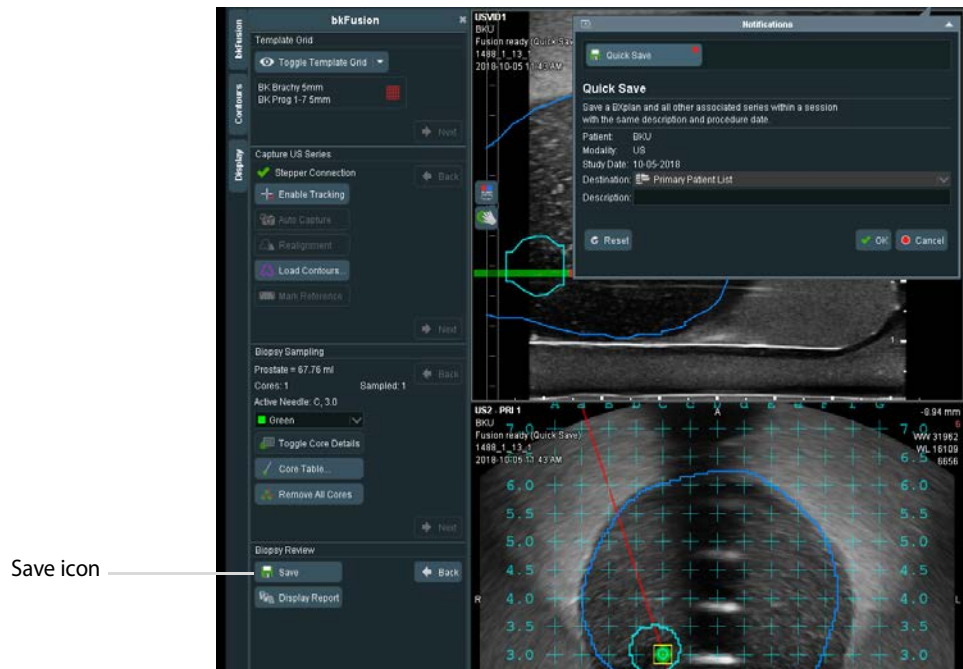 Save icon
bkFusion
Contours
Display
bkFusion
Template Grid
Toggle Template Grid
BK Brachy 5mm
BK Prog 1-7 5mm
Next
Capture US Series
Stepper Connection
Back
Enable Tracking
Auto Capture...
Realignment
Load Contours...
Mark Reference
Next
Biopsy Sampling
Prostate = 67.76 ml
Back
Cores: 1 Sampled: 1
Active Needle: C, 3.0
Green
Toggle Core Details
Core Table...
Remove All Cores
Next
Biopsy Review
Save
Back
Display Report
USVID1
BKU
Fusion ready (Quick Sav
1488_1_13_1
2018-10-05 11:43 AM
1
Notifications
Quick Save
Quick Save
Save a BXplan and all other associated series within a session
with the same description and procedure date.
Patient: BKU
Modality: US
Study Date: 10-05-2018
Destination: Primary Patient List
Description:
Reset
OK
Cancel
US2 - PRI 1
BKU
Fusion ready (Quick Save)
1488_1_13_1
2018-10-05 11:43 AM
A
-8.94 mm
6
WW 31962
WL 16109
6656
7.0
6.5
6.0 6.0
5.5 5.5
5.0 5.0
4.5 4.5
R 4.0 4.0 L
3.5 3.5
3.0 3.0